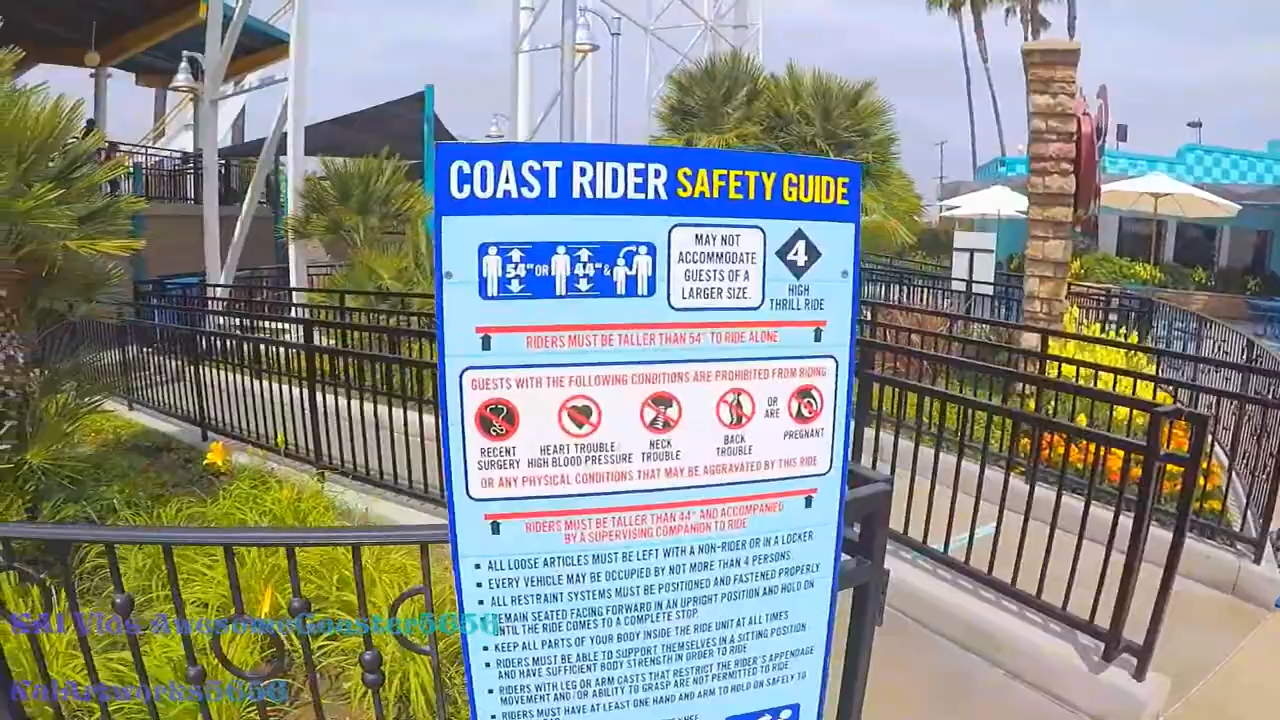 COAST RIDER SAFETY GUIDE
54" OR 44" &
MAY NOT
ACCOMMODATE
GUESTS OF A
LARGER SIZE.
4
HIGH
THRILL RIDE
RIDERS MUST BE TALLER THAN 54" TO RIDE ALONE.
GUESTS WITH THE FOLLOWING CONDITIONS ARE PROHIBITED FROM RIDING
RECENT
SURGERY
HEART TROUBLE/
HIGH BLOOD PRESSURE
NECK
TROUBLE
BACK
TROUBLE
OR
ARE
PREGNANT
OR ANY PHYSICAL CONDITIONS THAT MAY BE AGGRAVATED BY THIS RIDE
RIDERS MUST BE TALLER THAN 44" AND ACCOMPANIED
BY A SUPERVISING COMPANION TO RIDE
▪ ALL LOOSE ARTICLES MUST BE LEFT WITH A NON-RIDER OR IN A LOCKER
▪ EVERY VEHICLE MAY BE OCCUPIED BY NOT MORE THAN 4 PERSONS.
▪ ALL RESTRAINT SYSTEMS MUST BE POSITIONED AND FASTENED PROPERLY
REMAIN SEATED FACING FORWARD IN AN UPRIGHT POSITION AND HOLD ON
UNTIL THE RIDE COMES TO A COMPLETE STOP.
▪ KEEP ALL PARTS OF YOUR BODY INSIDE THE RIDE UNIT AT ALL TIMES
▪ RIDERS MUST BE ABLE TO SUPPORT THEMSELVES IN A SITTING POSITION
AND HAVE SUFFICIENT BODY STRENGTH IN ORDER TO RIDE
▪ RIDERS WITH LEG OR ARM CASTS THAT RESTRICT THE RIDER'S APPENDAGE
MOVEMENT AND/OR ABILITY TO GRASP ARE NOT PERMITTED TO RIDE
▪ RIDERS MUST HAVE AT LEAST ONE HAND AND ARM TO HOLD ON SAFELY TO
KNEE
KAI Vids AwesomeCoaster5656
KaiArtworks5656